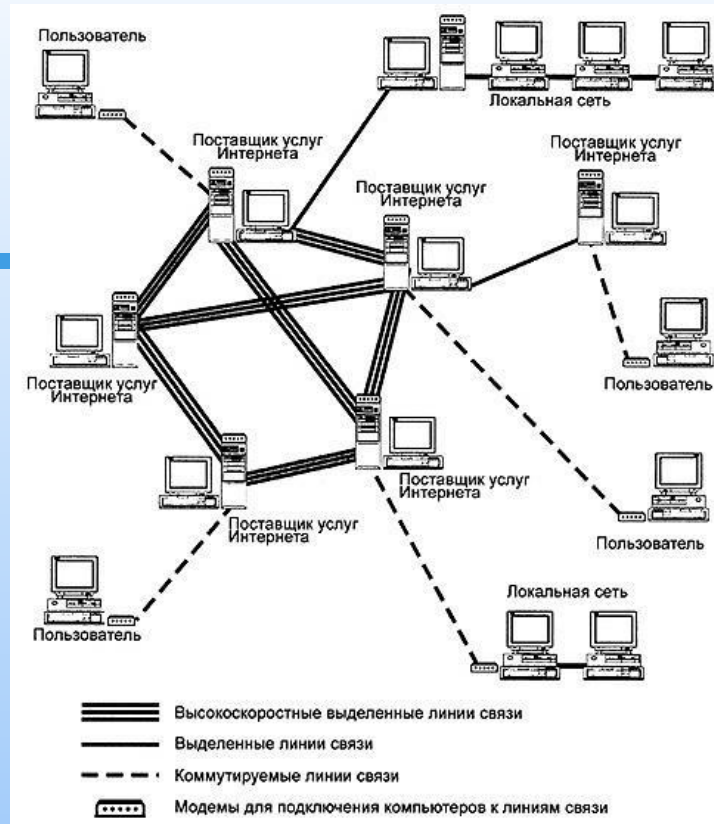 Пользователь
Локальная сеть
Поставщик услуг
Интернета
Поставщик услуг
Интернета
Поставщик услуг
Интернета
Поставщик услуг
Интернета
Пользователь
Поставщик услуг
Интернета
Поставщик услуг
Интернета
Пользователь
Пользователь
Локальная сеть
Высокоскоростные выделенные линии связи
Выделенные линии связи
Коммутируемые линии связи
Модемы для подключения компьютеров к линиям связи